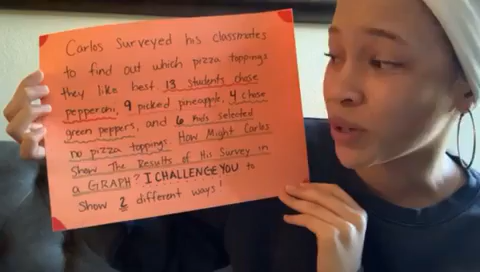 Carlos Surveyed his classmates
to find out which pizza toppings
they like best. 13 students chose
pepperoni, 9 picked pineapple, 4 chose
green peppers, and 6 kids selected
no pizza toppings. How Might Carlos
Show The Results of His Survey in
a GRAPH? I CHALLENGE YOU to
Show 2 different ways!